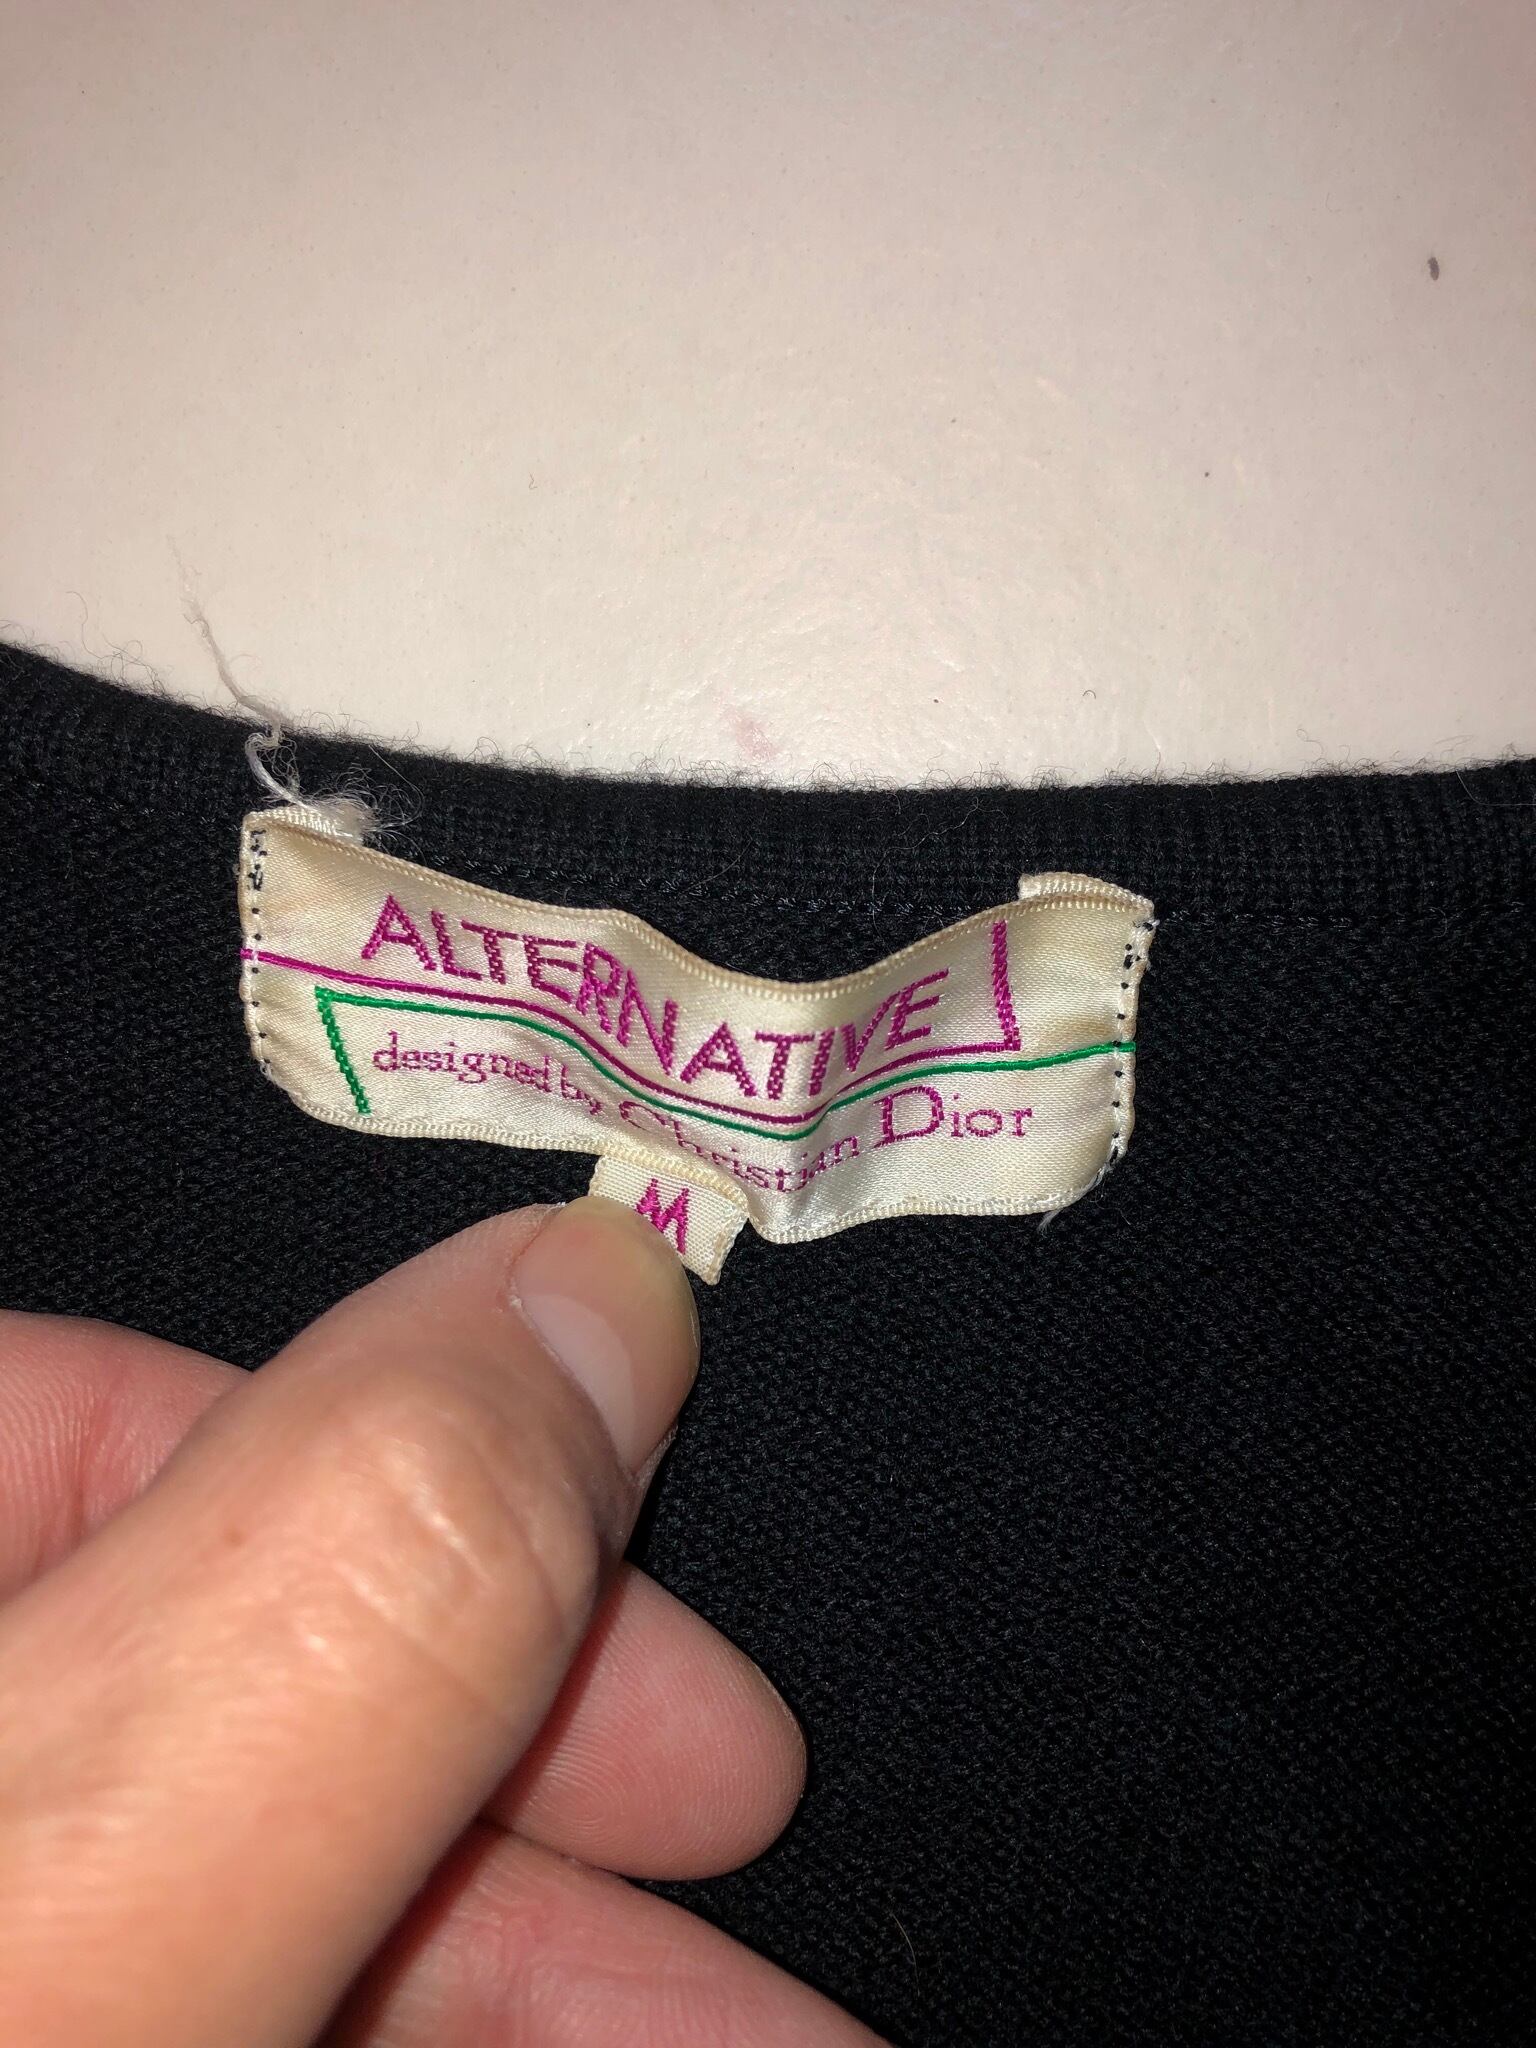 ALTERNATIVE
designed by Christian Dior
M